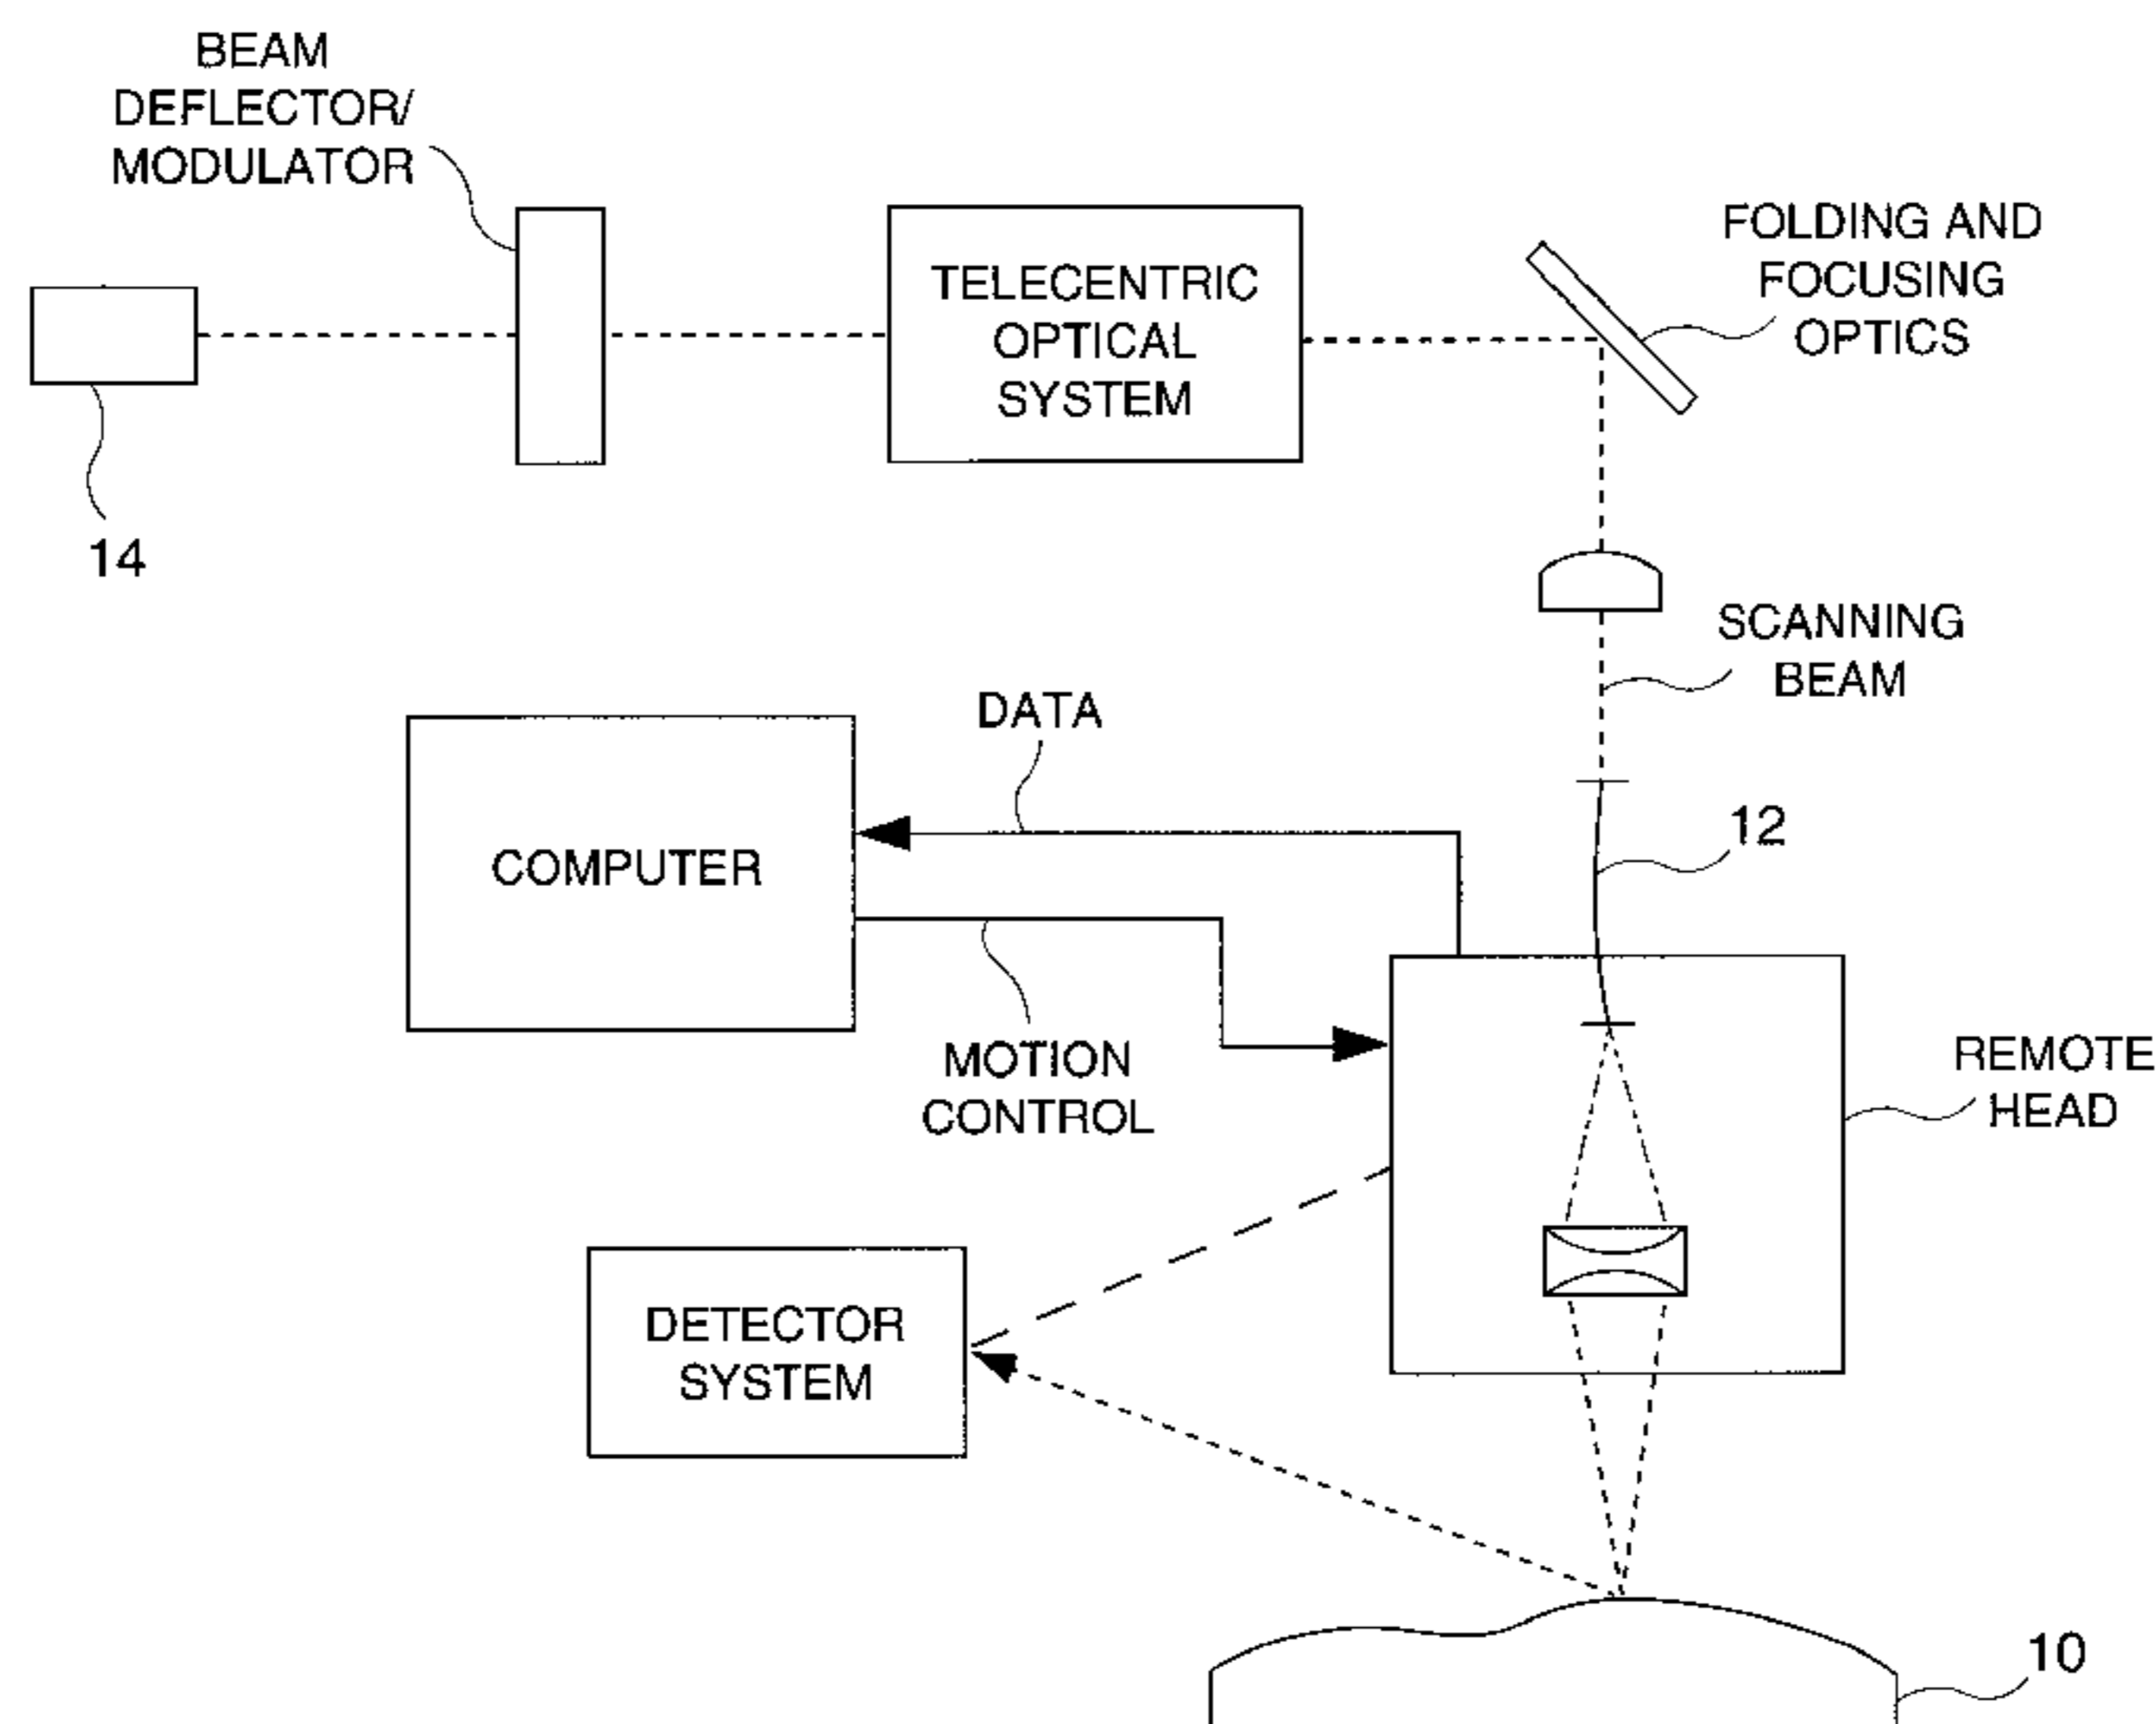 BEAM
DEFLECTOR/
MODULATOR
FOLDING AND
FOCUSING
OPTICS
TELECENTRIC
OPTICAL
SYSTEM
14
SCANNING
BEAM
DATA
12
COMPUTER
MOTION
CONTROL
REMOTE
HEAD
DETECTOR
SYSTEM
10